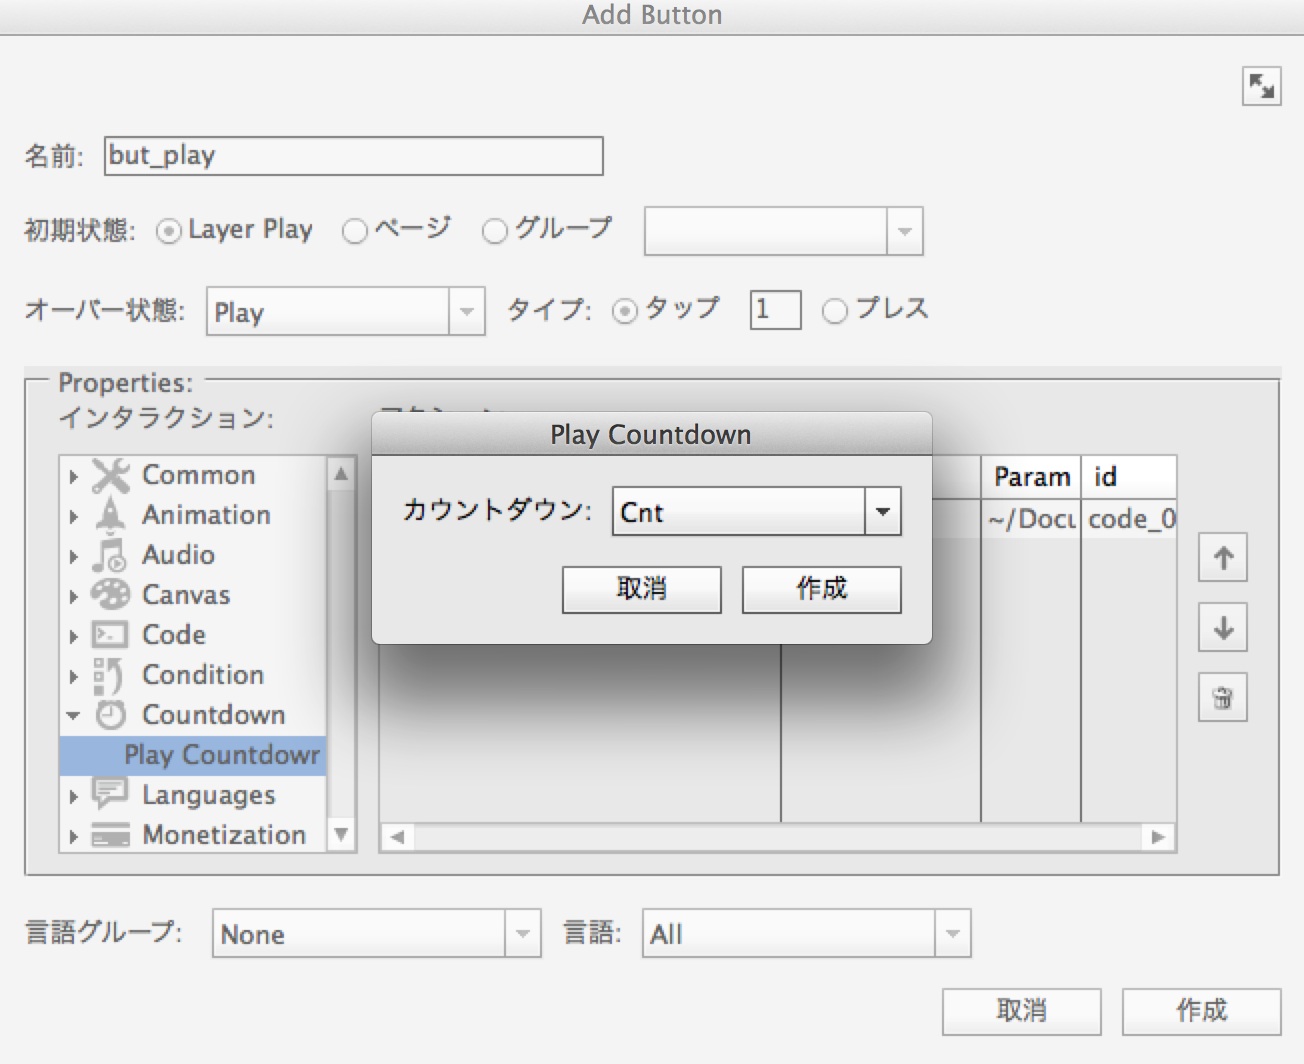 Add Button
名前: but_play
初期状態: Layer Play ページ グループ
オーバー状態: Play タイプ: タップ 1 プレス
Properties:
インタラクション:
Play Countdown
カウントダウン: Cnt
取消 作成
Param id
~/Docu code_0
Common
Animation
Audio
Canvas
Code
Condition
Countdown
Play Countdowr
Languages
Monetization
言語グループ: None 言語: All
取消 作成